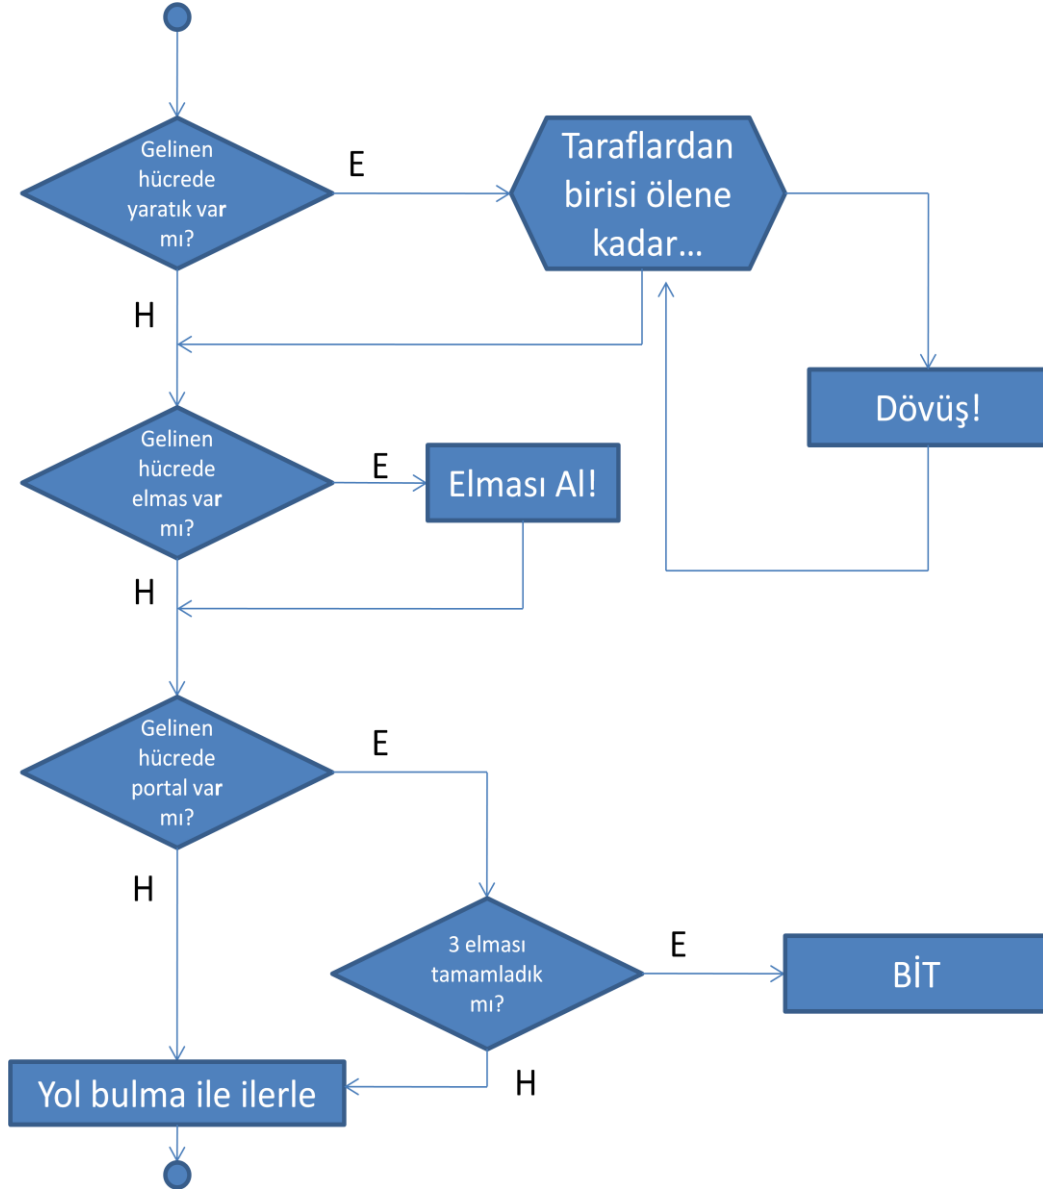 Gelinen
hücrede
yaratık var
mı?
E
Taraflardan
birisi ölene
kadar...
H
Dövüş!
Gelinen
hücrede
elmas var
mı?
E
Elması Al!
H
Gelinen
hücrede
portal var
mı?
E
H
3 elması
tamamladık
mı?
E
BİT
H
Yol bulma ile ilerle